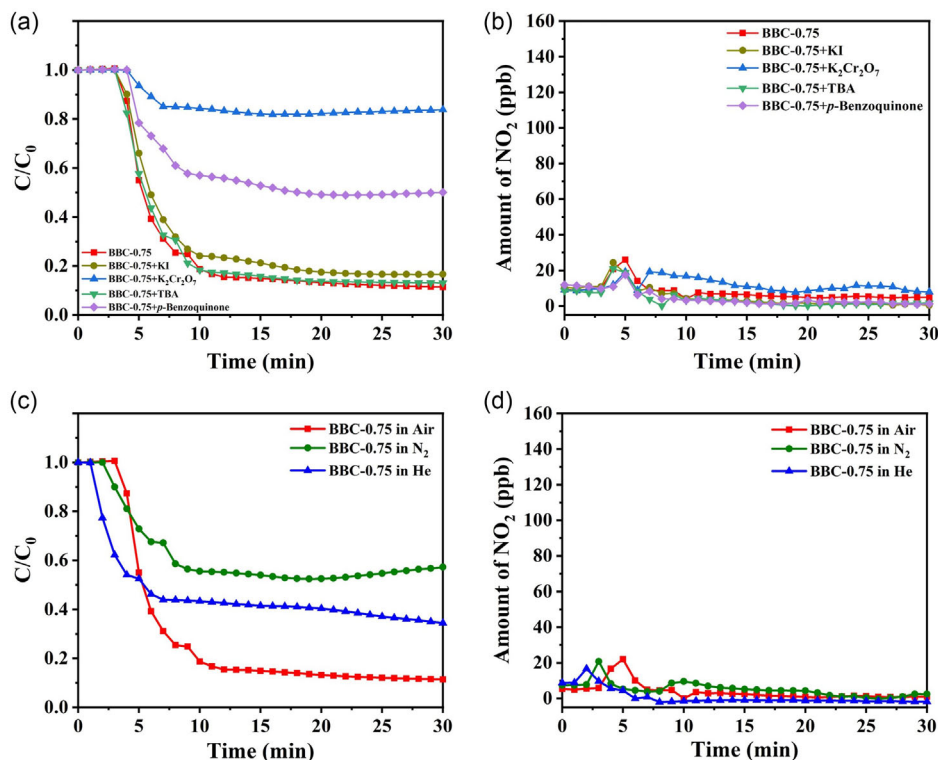 (a)
C/C0
1.0
0.8
0.6
0.4
0.2
0.0
BBC-0.75
BBC-0.75+KI
BBC-0.75+K2Cr2O7
BBC-0.75+TBA
BBC-0.75+p-Benzoquinone
0 5 10 15 20 25 30
Time (min)
(b)
Amount of NO2 (ppb)
160
140
120
100
80
60
40
20
0
BBC-0.75
BBC-0.75+KI
BBC-0.75+K2Cr2O7
BBC-0.75+TBA
BBC-0.75+p-Benzoquinone
0 5 10 15 20 25 30
Time (min)
(c)
C/C0
1.0
0.8
0.6
0.4
0.2
0.0
BBC-0.75 in Air
BBC-0.75 in N2
BBC-0.75 in He
0 5 10 15 20 25 30
Time (min)
(d)
Amount of NO2 (ppb)
160
140
120
100
80
60
40
20
0
BBC-0.75 in Air
BBC-0.75 in N2
BBC-0.75 in He
0 5 10 15 20 25 30
Time (min)